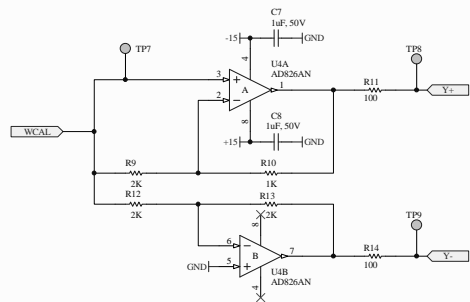 C7
1uF, 50V
TP7
-15
GND
4
U4A
AD826AN
TP8
3
A
1
R11
Y+
2
100
8
C8
1uF, 50V
WCAL
+15
GND
R9
R10
2K
1K
R12
R13
2K
2K
TP9
8
6
B
7
R14
Y-
GND
5
100
U4B
4
AD826AN